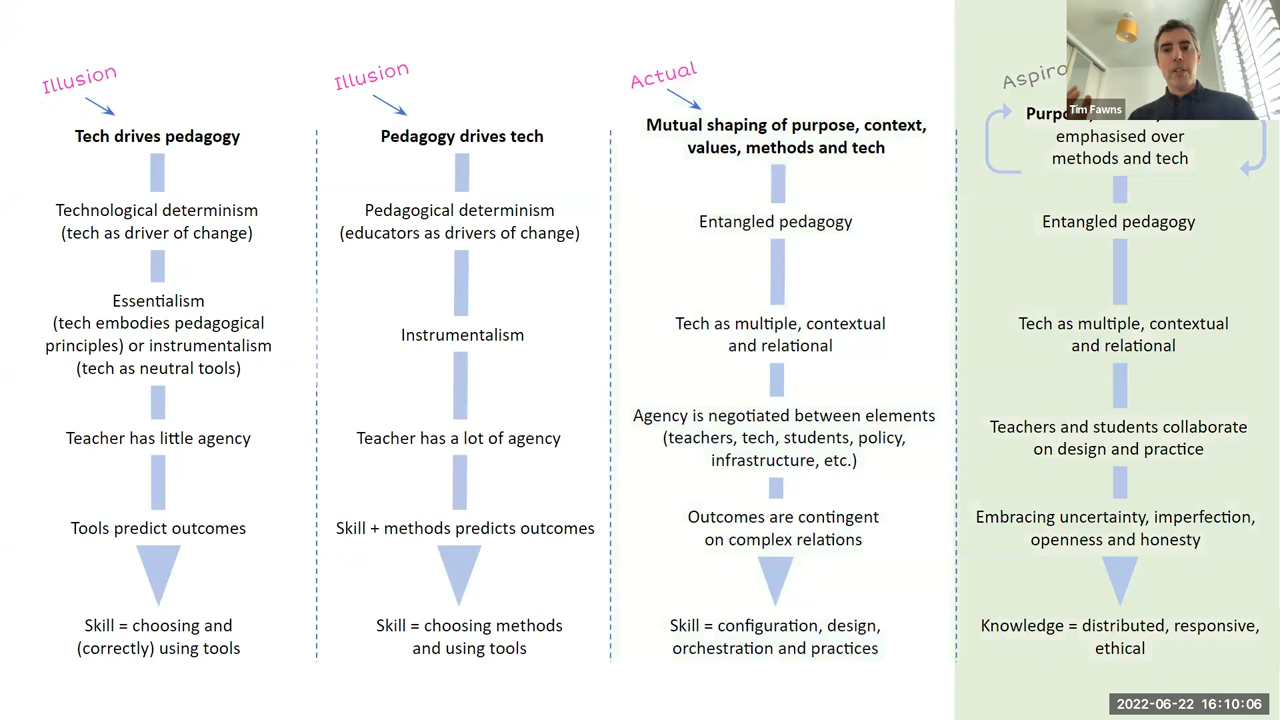 Illusion
Tech drives pedagogy
Technological determinism
(tech as driver of change)
Essentialism
(tech embodies pedagogical
principles) or instrumentalism
(tech as neutral tools)
Teacher has little agency
Tools predict outcomes
Skill = choosing and
(correctly) using tools
Illusion
Pedagogy drives tech
Pedagogical determinism
(educators as drivers of change)
Instrumentalism
Teacher has a lot of agency
Skill + methods predicts outcomes
Skill = choosing methods
and using tools
Actual
Mutual shaping of purpose, context,
values, methods and tech
Entangled pedagogy
Tech as multiple, contextual
and relational
Agency is negotiated between elements
(teachers, tech, students, policy,
infrastructure, etc.)
Outcomes are contingent
on complex relations
Skill = configuration, design,
orchestration and practices
emphasised over
methods and tech
Entangled pedagogy
Tech as multiple, contextual
and relational
Teachers and students collaborate
on design and practice
Embracing uncertainty, imperfection,
openness and honesty
Knowledge = distributed, responsive,
ethical
Tim Fawns
2022-06-22 16:10:06